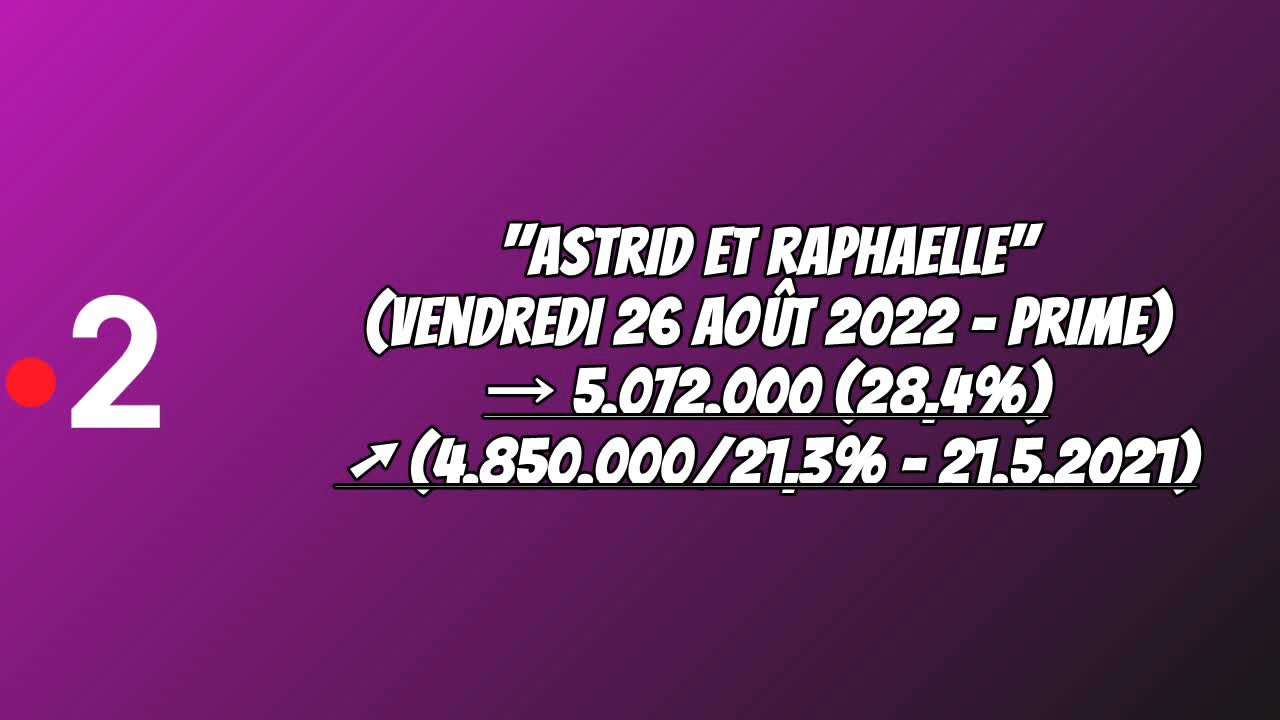 2
"ASTRID ET RAPHAELLE"
(VENDREDI 26 AOÛT 2022 - PRIME)
→ 5.072.000 (28,4%)
↗ (4.850.000/21,3% - 21.5.2021)